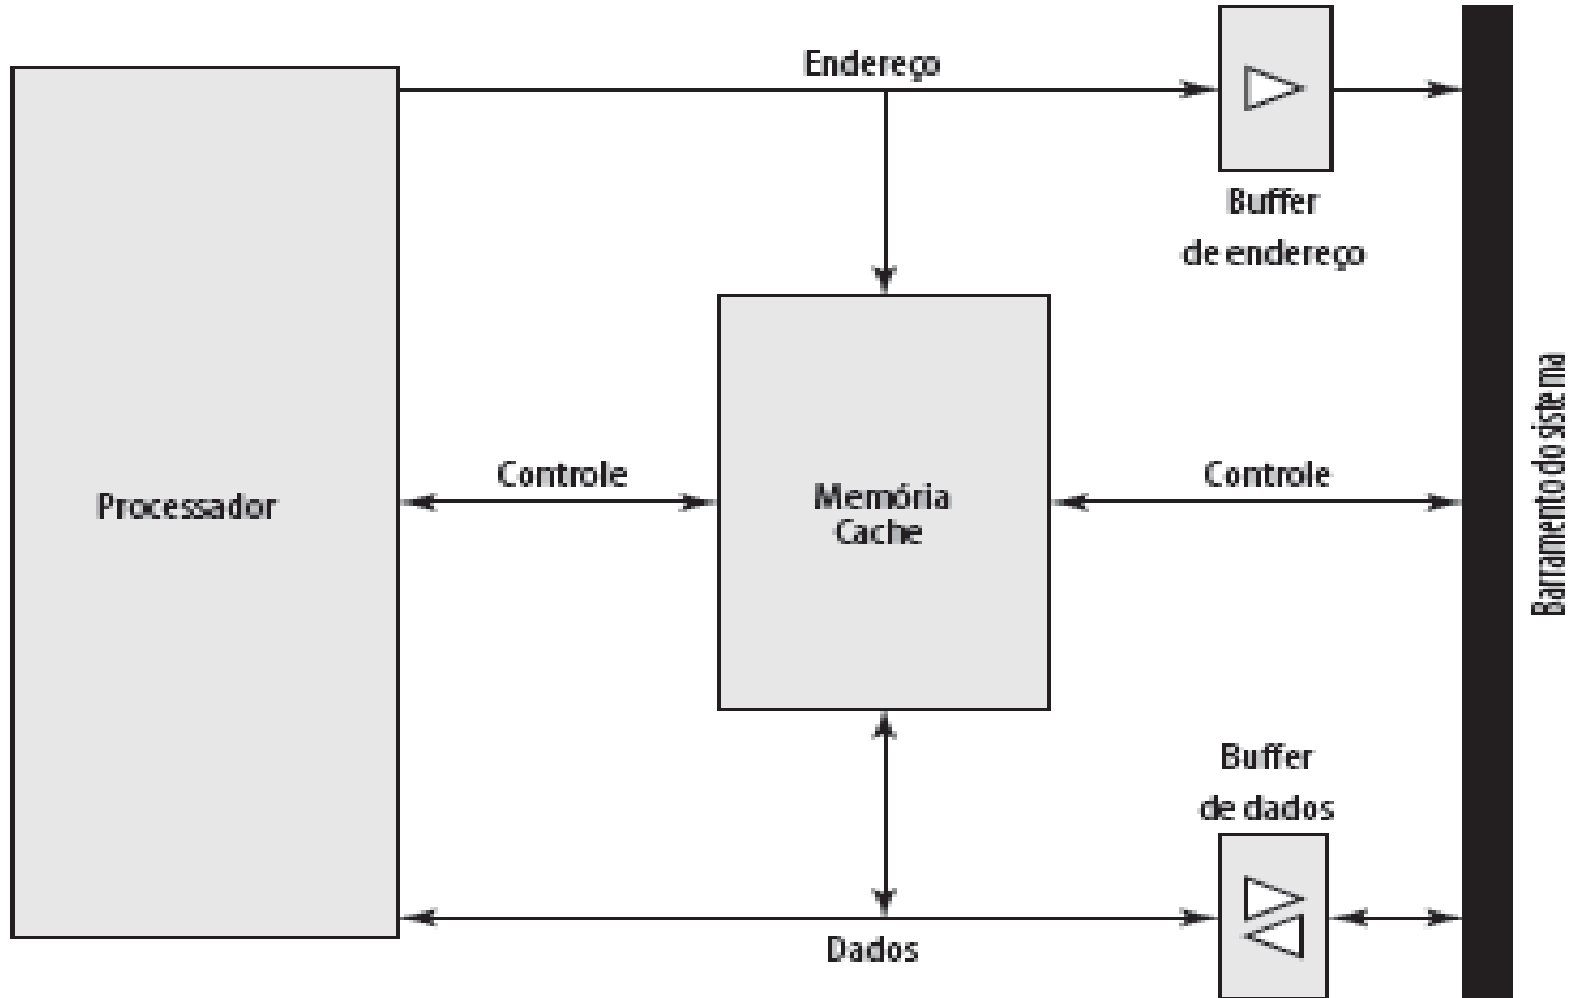 Endereço
Buffer
de endereço
Processador
Controle
Memória
Cache
Controle
Barramento do sistema
Buffer
de dados
Dados